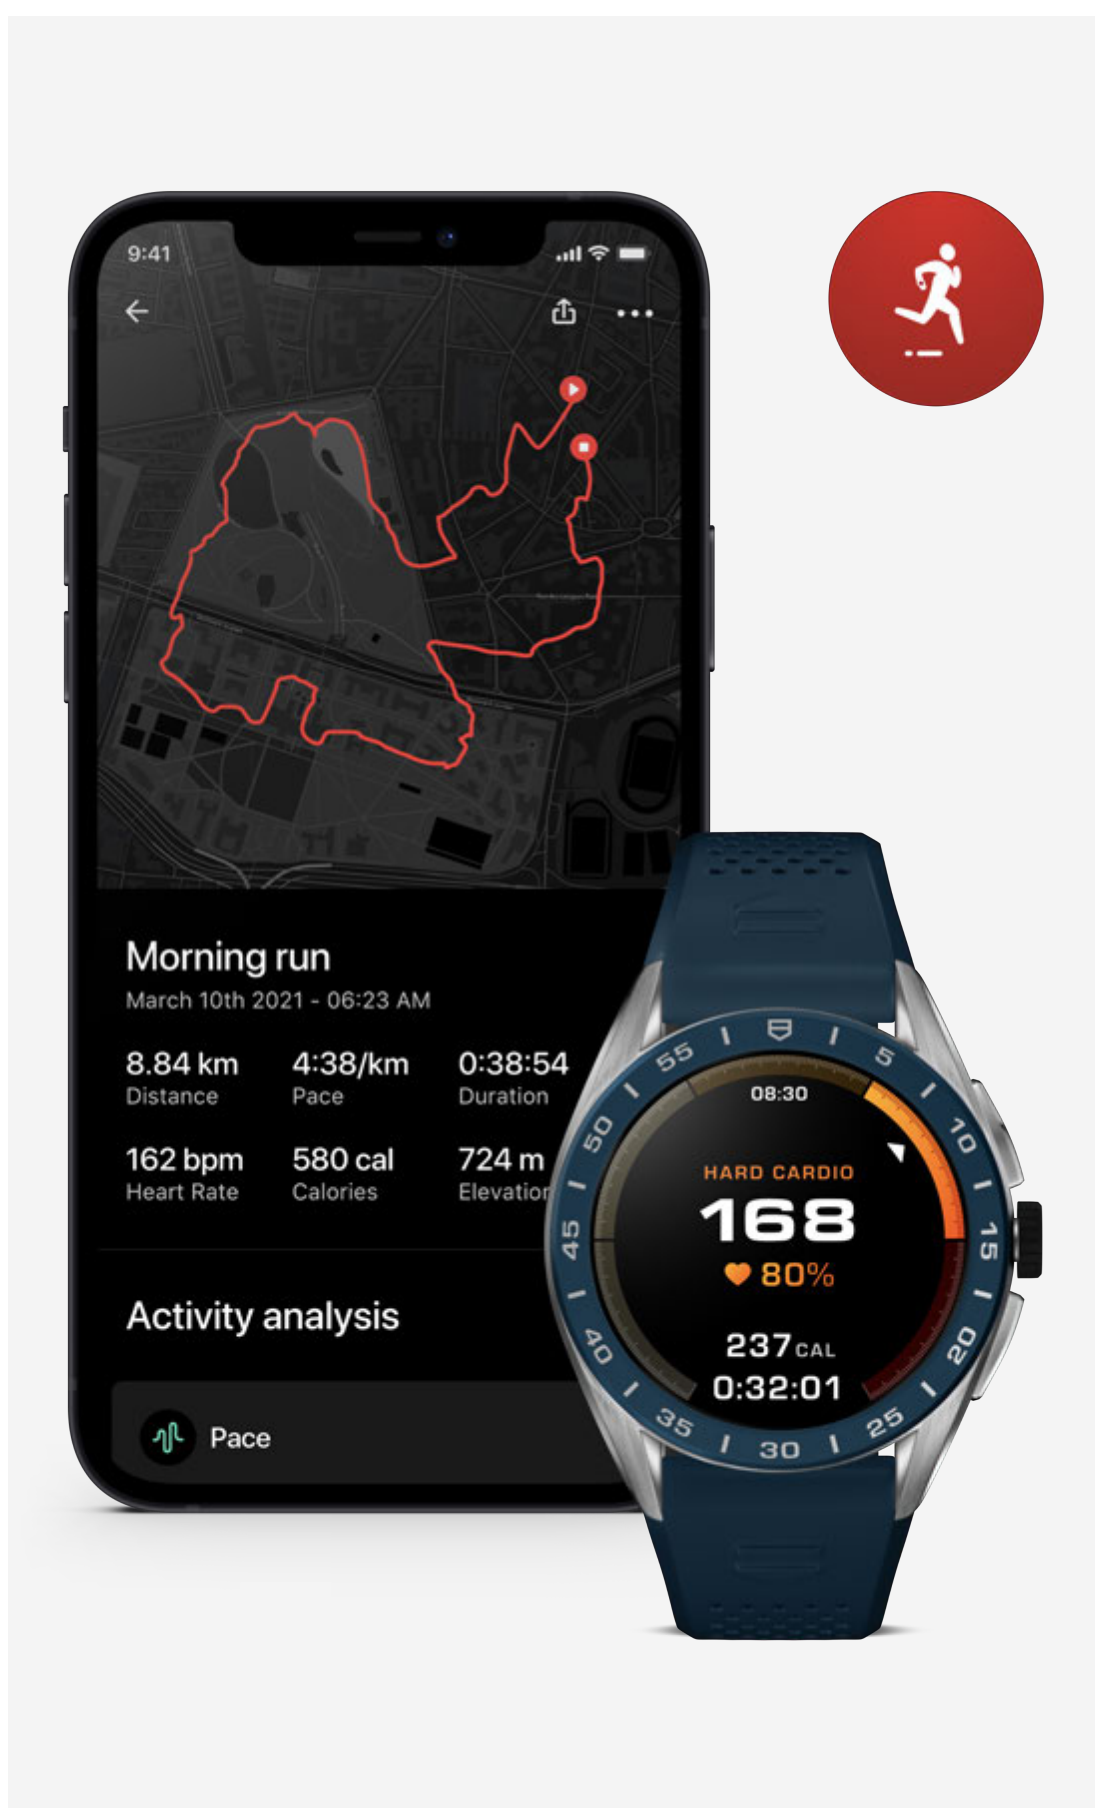 9:41
Morning run
March 10th 2021 - 06:23 AM
8.84 km 4:38/km 0:38:54
Distance Pace Duration
162 bpm 580 cal 724 m
Heart Rate Calories Elevation
Activity analysis
Pace
55 5
50 10
45 15
40 20
35 30 25
08:30
HARD CARDIO
168
80%
237 CAL
0:32:01